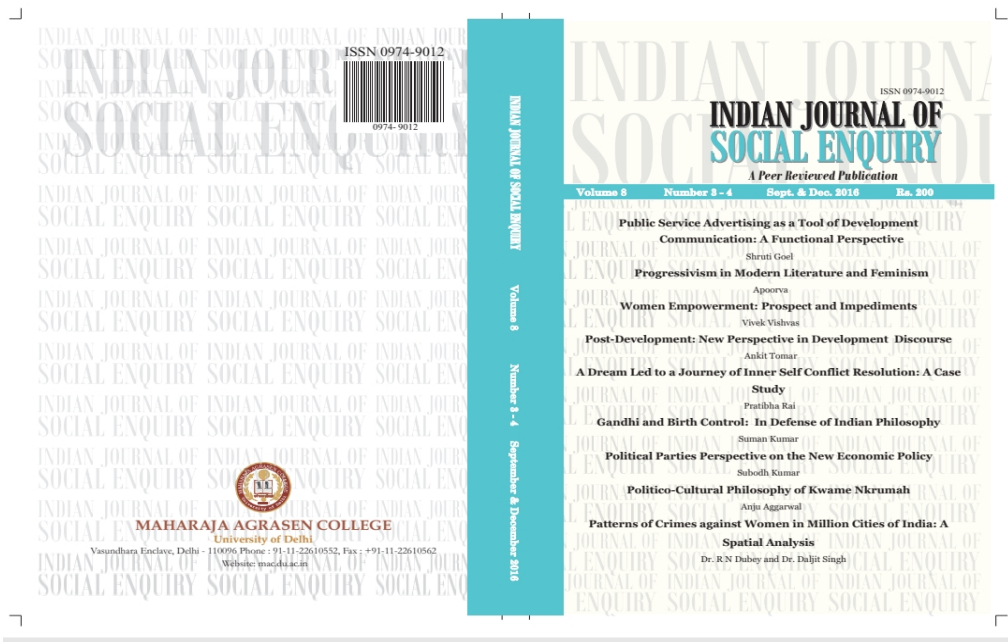 ISSN 0974-9012
0974- 9012
MAHARAJA AGRASEN COLLEGE
University of Delhi
Vasundhara Enclave, Delhi - 110096 Phone : 91-11-22610552, Fax : +91-11-22610562
Website: mac.du.ac.in
INDIAN JOURNAL OF SOCIAL ENQUIRY Volume 8 Number 3 - 4 September & December 2016
ISSN 0974-9012
INDIAN JOURNAL OF
SOCIAL ENQUIRY
A Peer Reviewed Publication
Volume 8 Number 3 - 4 Sept. & Dec. 2016 Rs. 200
Public Service Advertising as a Tool of Development
Communication: A Functional Perspective
Shruti Goel
Progressivism in Modern Literature and Feminism
Apoorva
Women Empowerment: Prospect and Impediments
Vivek Vishvas
Post-Development: New Perspective in Development Discourse
Ankit Tomar
A Dream Led to a Journey of Inner Self Conflict Resolution: A Case
Study
Pratibha Rai
Gandhi and Birth Control: In Defense of Indian Philosophy
Suman Kumar
Political Parties Perspective on the New Economic Policy
Subodh Kumar
Politico-Cultural Philosophy of Kwame Nkrumah
Anju Aggarwal
Patterns of Crimes against Women in Million Cities of India: A
Spatial Analysis
Dr. R N Dubey and Dr. Daljit Singh